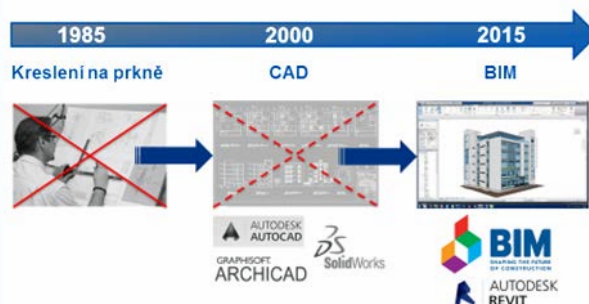 1985 2000 2015
Kreslení na prkně CAD BIM
AUTODESK
AUTOCAD
GRAPHISOFT.
ARCHICAD
SolidWorks
BIM
SHAPING THE FUTURE
OF CONSTRUCTION
AUTODESK
REVIT